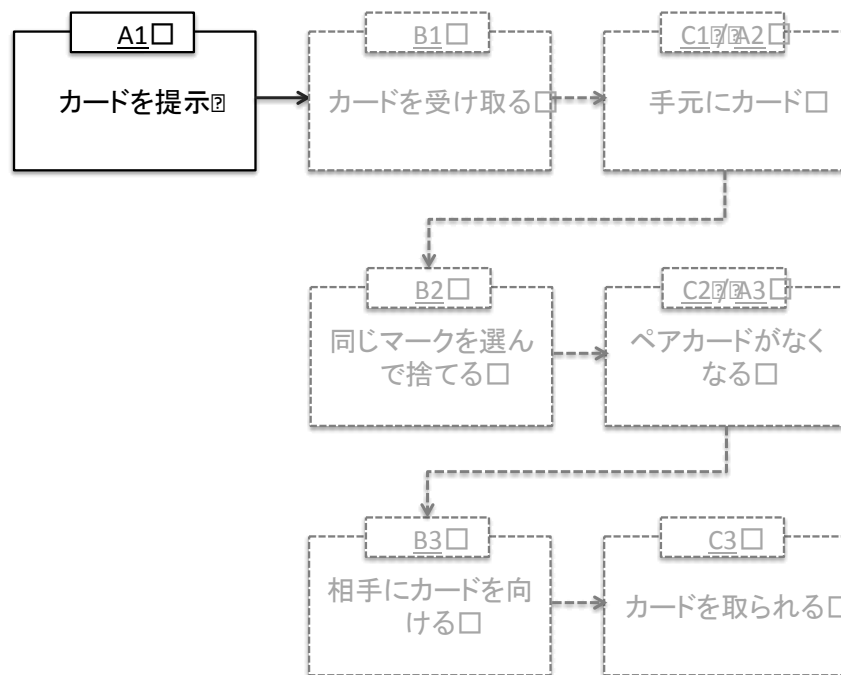 A1□
カードを提示
B1□
カードを受け取る□
C1 / A2□
手元にカード□
B2□
同じマークを選ん
で捨てる□
C2 / A3□
ペアカードがなく
なる□
B3□
相手にカードを向
ける□
C3□
カードを取られる□